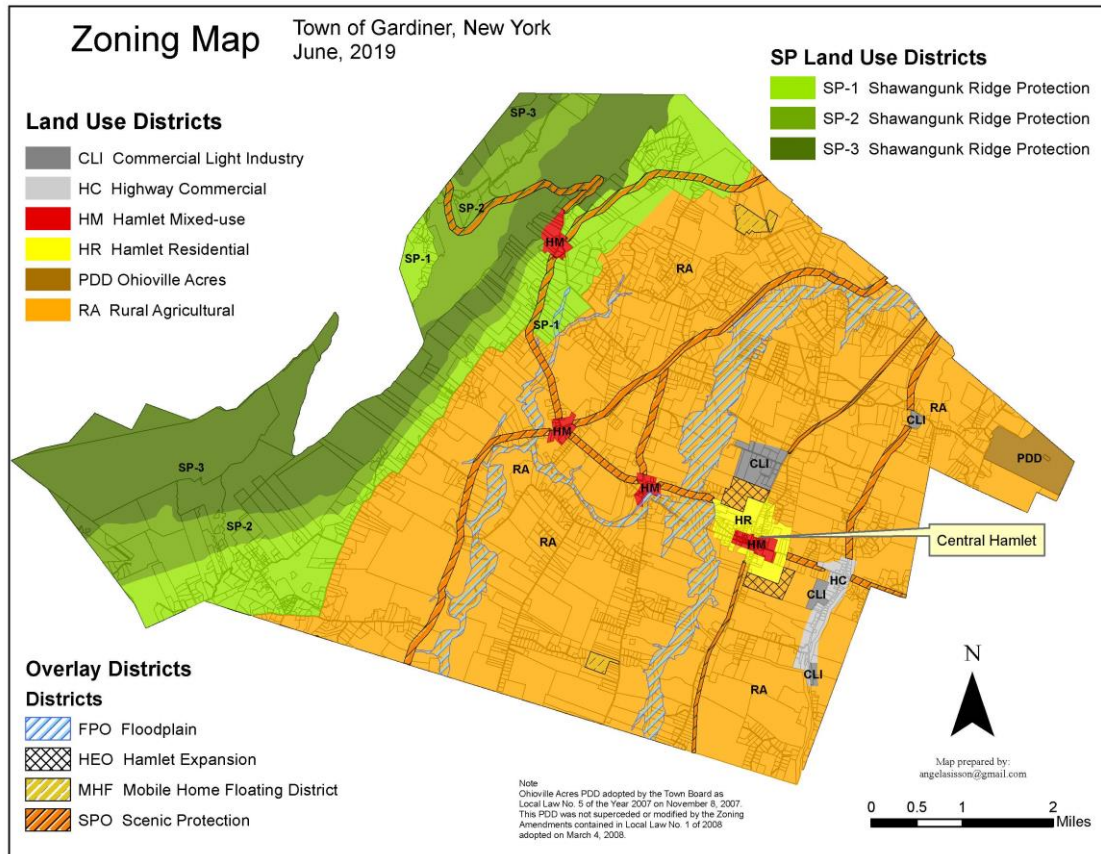 Zoning Map
Town of Gardiner, New York
June, 2019
Land Use Districts
CLI Commercial Light Industry
HC Highway Commercial
HM Hamlet Mixed-use
HR Hamlet Residential
PDD Ohioville Acres
RA Rural Agricultural
SP Land Use Districts
SP-1 Shawangunk Ridge Protection
SP-2 Shawangunk Ridge Protection
SP-3 Shawangunk Ridge Protection
SP-3
SP-2
HM
SP-1
RA
SP-1
HM
CLI
RA
PDD
SP-3
RA
CLI
HM
HR
SP-2
RA
HM
Central Hamlet
HC
CLI
RA
CLI
Overlay Districts
Districts
FPO Floodplain
HEO Hamlet Expansion
MHF Mobile Home Floating District
SPO Scenic Protection
Note
Ohioville Acres PDD adopted by the Town Board as
Local Law No. 5 of the Year 2007 on November 8, 2007.
This PDD was not superceded or modified by the Zoning
Amendments contained in Local Law No. 1 of 2008
adopted on March 4, 2008.
N
Map prepared by:
angelasisson@gmail.com
0 0.5 1 2
Miles